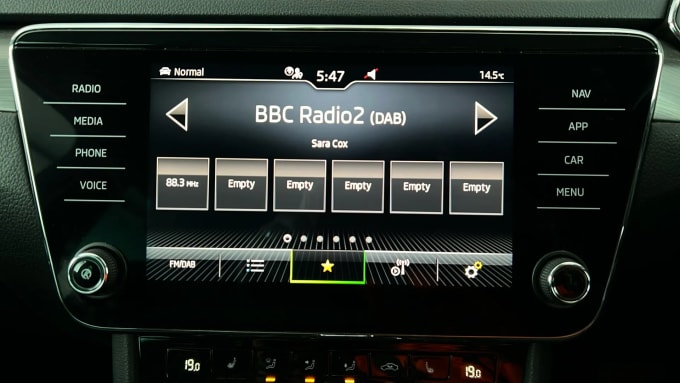 RADIO
MEDIA
PHONE
VOICE
Normal
5:47
14.5°C
BBC Radio2 (DAB)
Sara Cox
88.3 MHz
Empty
Empty
Empty
Empty
Empty
FM/DAB
NAV
APP
CAR
MENU
19.0
19.0